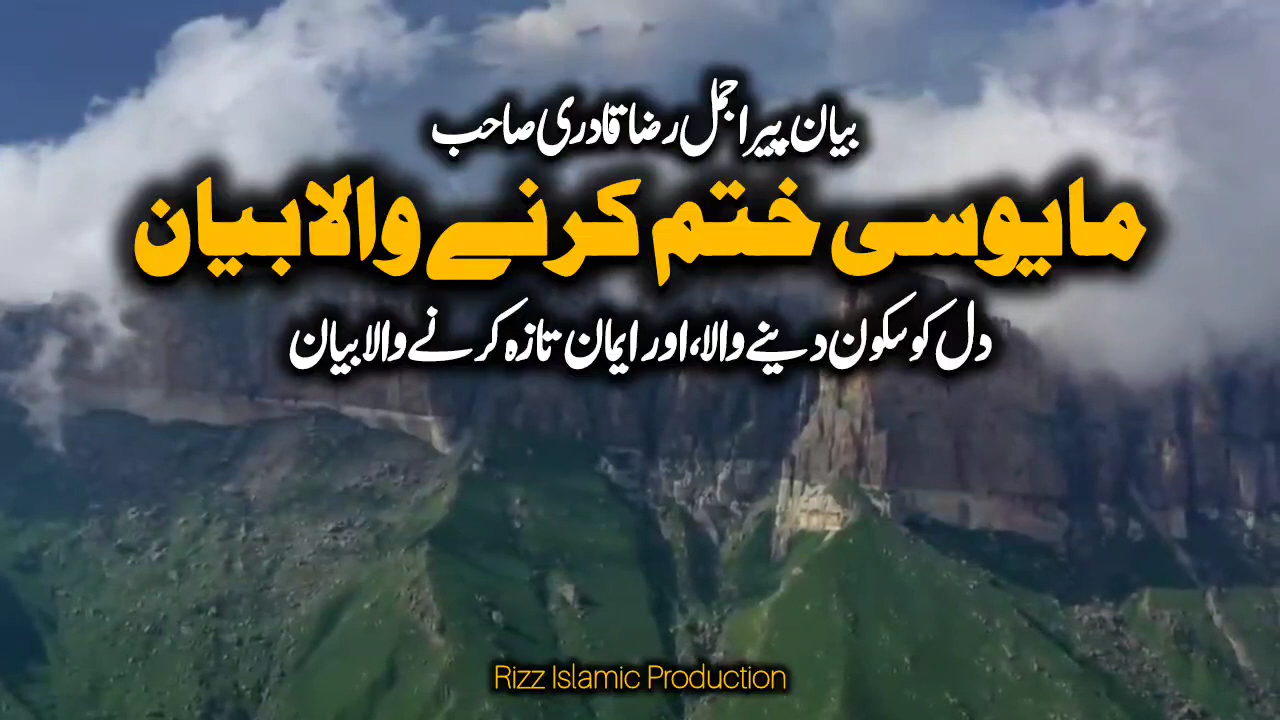 بیان پیر اجمل رضا قادری صاحب
مایوسی ختم کرنے والا بیان
دل کو سکون دینے والا، اور ایمان تازہ کرنے والا بیان
Rizz Islamic Production